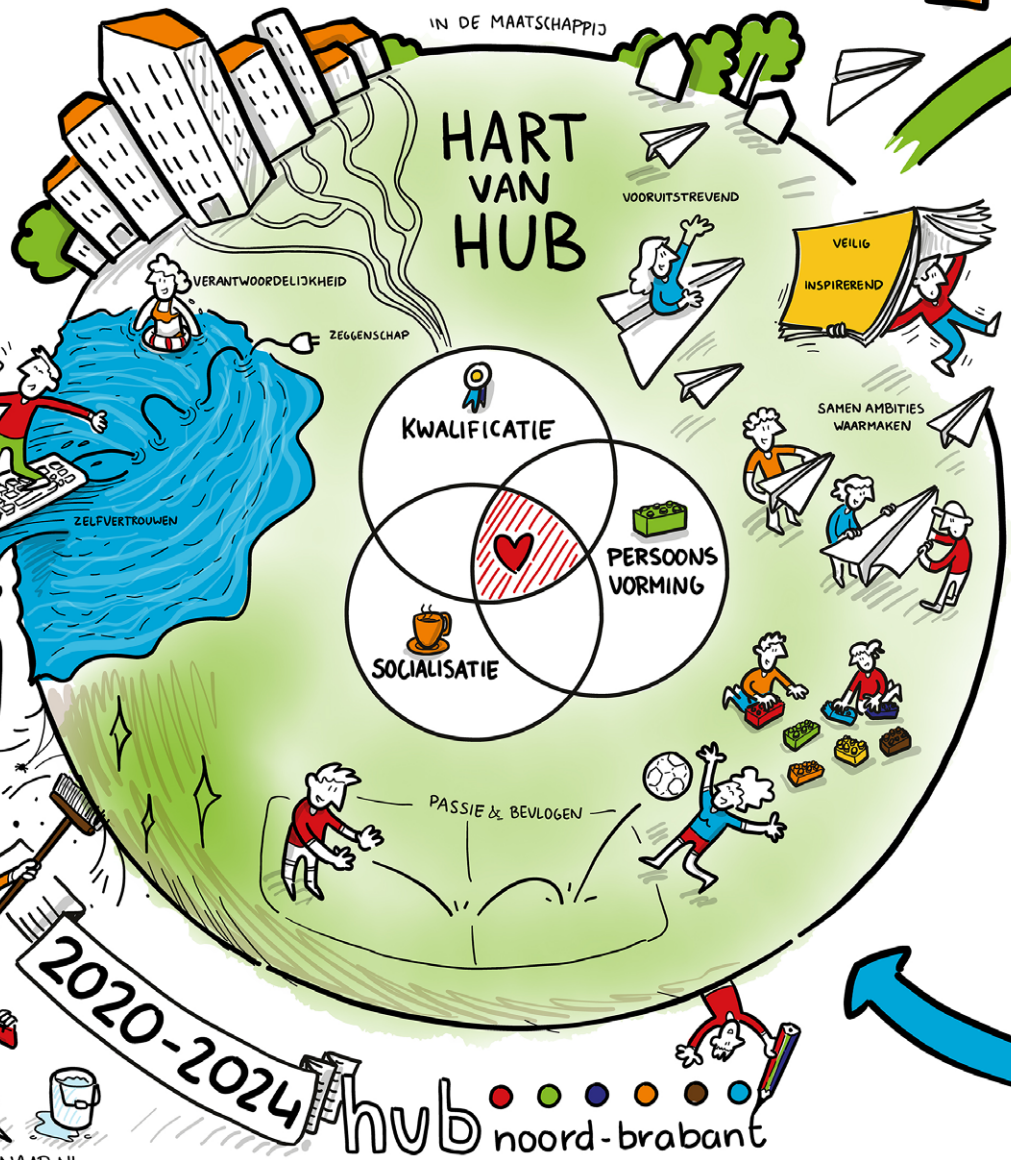 IN DE MAATSCHAPPIJ
HART
VAN
HUB
VOORUITSTREVEND
VEILIG
INSPIREREND
VERANTWOORDELIJKHEID
ZEGGENSCHAP
KWALIFICATIE
SAMEN AMBITIES
WAARMAKEN
ZELFVERTROUWEN
PERSOONS
VORMING
SOCIALISATIE
PASSIE & BEVLOGEN
2020-2024
hub
noord-brabant